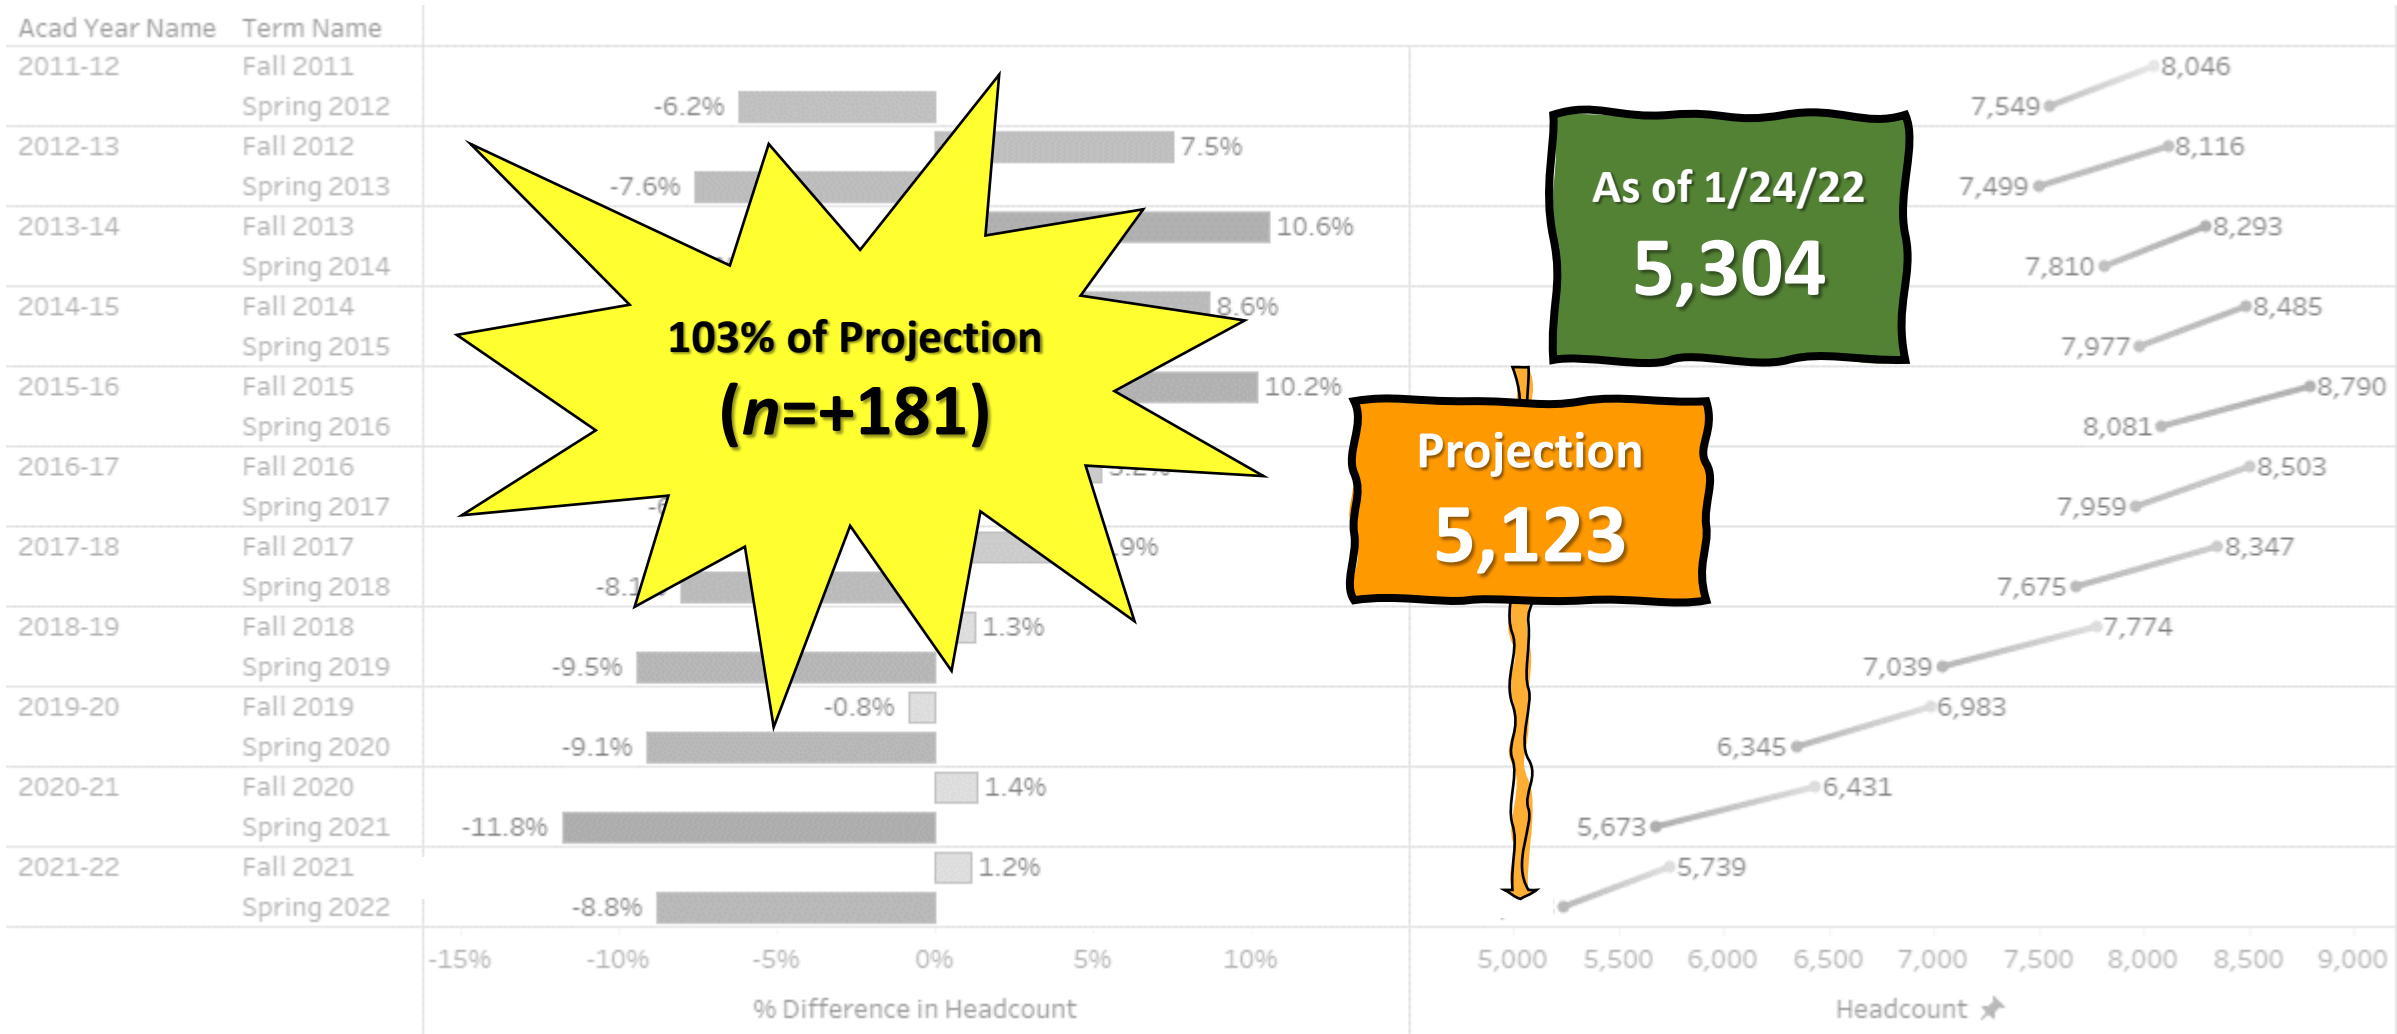 Acad Year Name Term Name
2011-12 Fall 2011 8,046
Spring 2012 -6.2% 7,549
2012-13 Fall 2012 7.5% 8,116
Spring 2013 -7.6% 7,499
2013-14 Fall 2013 10.6% 8,293
Spring 2014 7,810
2014-15 Fall 2014 8.6% 8,485
Spring 2015 7,977
2015-16 Fall 2015 10.2% 8,790
Spring 2016 8,081
2016-17 Fall 2016 8,503
Spring 2017 7,959
2017-18 Fall 2017 .9% 8,347
Spring 2018 -8.1 7,675
2018-19 Fall 2018 1.3% 7,774
Spring 2019 -9.5% 7,039
2019-20 Fall 2019 -0.8% 6,983
Spring 2020 -9.1% 6,345
2020-21 Fall 2020 1.4% 6,431
Spring 2021 -11.8% 5,673
2021-22 Fall 2021 1.2% 5,739
Spring 2022 -8.8%
103% of Projection
(n=+181)
As of 1/24/22
5,304
Projection
5,123
-15% -10% -5% 0% 5% 10% 5,000 5,500 6,000 6,500 7,000 7,500 8,000 8,500 9,000
% Difference in Headcount Headcount